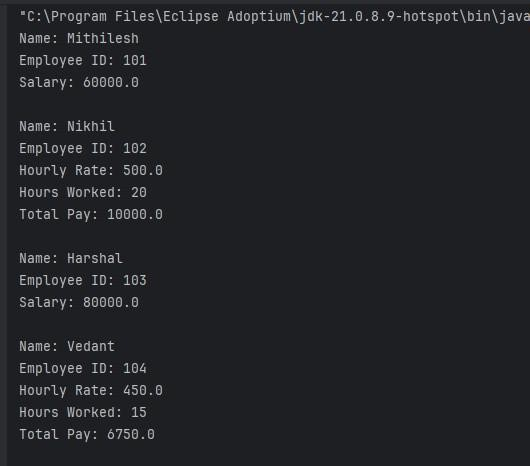 "C:\Program Files\Eclipse Adoptium\jdk-21.0.8.9-hotspot\bin\java
Name: Mithilesh
Employee ID: 101
Salary: 60000.0
Name: Nikhil
Employee ID: 102
Hourly Rate: 500.0
Hours Worked: 20
Total Pay: 10000.0
Name: Harshal
Employee ID: 103
Salary: 80000.0
Name: Vedant
Employee ID: 104
Hourly Rate: 450.0
Hours Worked: 15
Total Pay: 6750.0